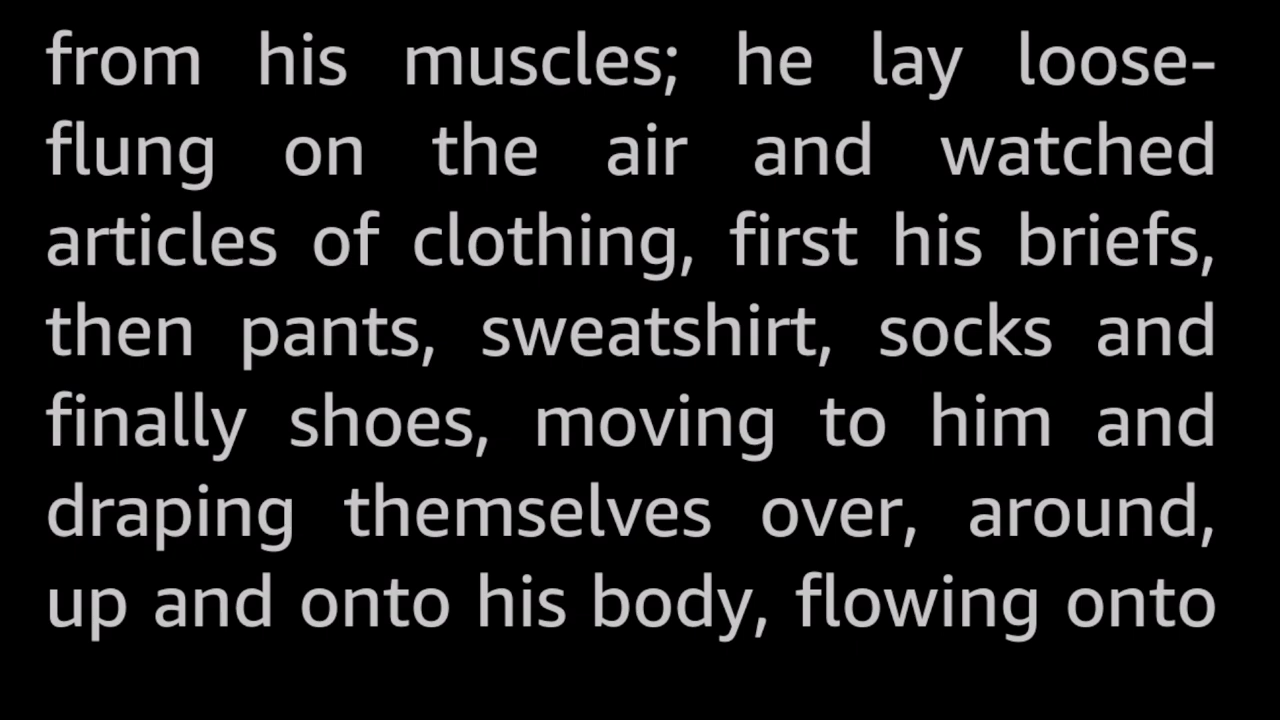 from his muscles; he lay loose-
flung on the air and watched
articles of clothing, first his briefs,
then pants, sweatshirt, socks and
finally shoes, moving to him and
draping themselves over, around,
up and onto his body, flowing onto